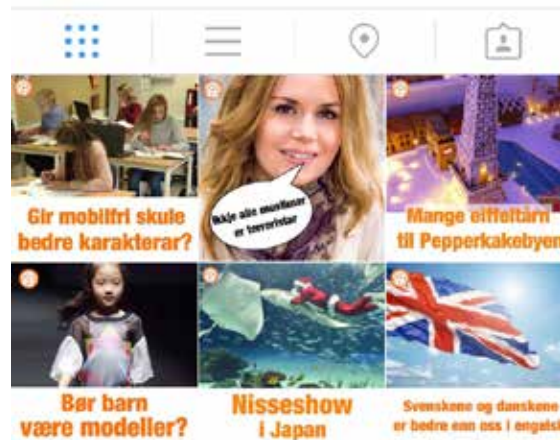 Gir mobilfri skule
bedre karakterar?
Ikkje alle muslimar
er terroristar
Mange eiffeltårn
til Pepperkakebyen
Bør barn
være modeller?
Nisseshow
i Japan
Svenskene og danskene
er bedre enn oss i engelsk